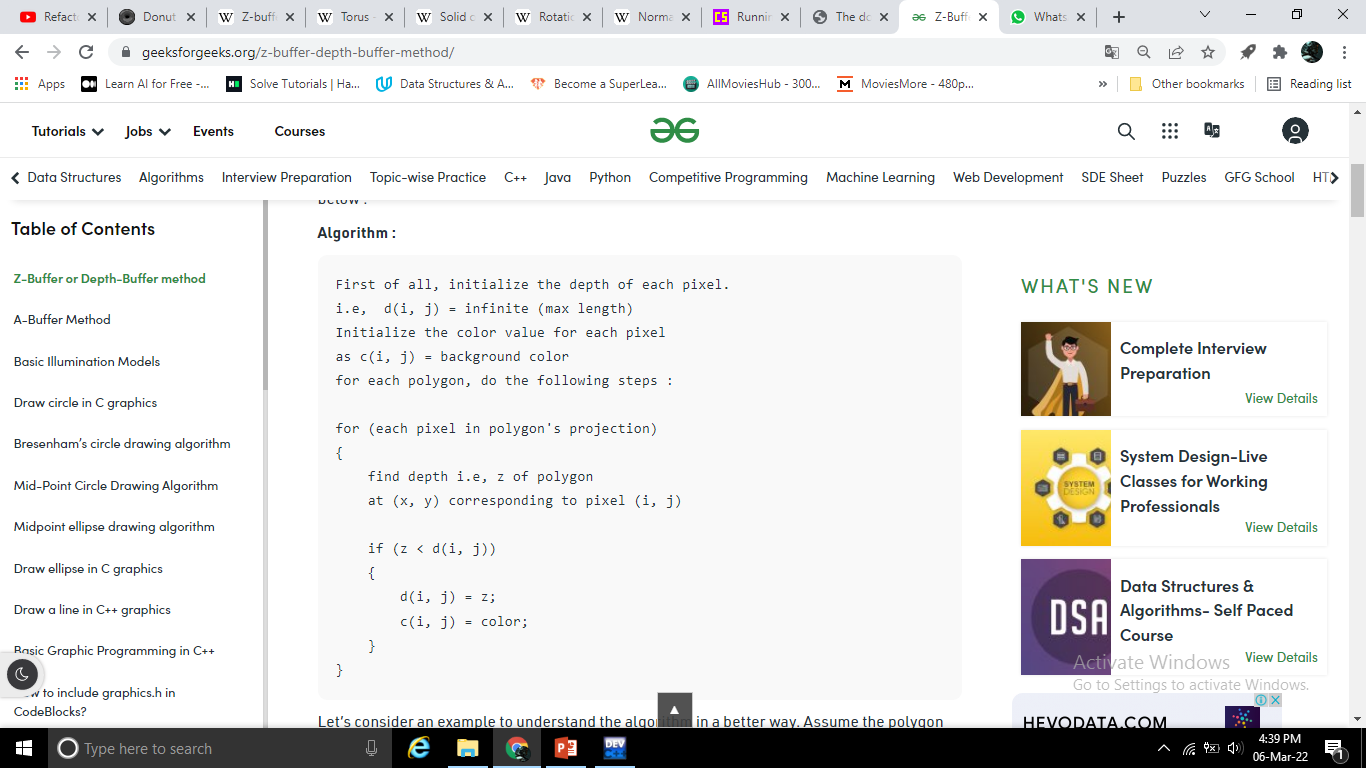 Refact
Donut
Z-buff
Torus
Solid c
Rotatic
Norma
Runnin
The do
Z-Buff
Whats
geeksforgeeks.org/z-buffer-depth-buffer-method/
Apps
Learn AI for Free -...
Solve Tutorials | Ha...
Data Structures & A...
Become a SuperLea...
AllMoviesHub - 300...
MoviesMore - 480p...
»
Other bookmarks
Reading list
Tutorials
Jobs
Events
Courses
Data Structures
Algorithms
Interview Preparation
Topic-wise Practice
C++
Java
Python
Competitive Programming
Machine Learning
Web Development
SDE Sheet
Puzzles
GFG School
Table of Contents
Z-Buffer or Depth-Buffer method
A-Buffer Method
Basic Illumination Models
Draw circle in C graphics
Bresenham's circle drawing algorithm
Mid-Point Circle Drawing Algorithm
Midpoint ellipse drawing algorithm
Draw ellipse in C graphics
Draw a line in C++ graphics
Basic Graphic Programming in C++
to include graphics.h in
CodeBlocks?
below :
Algorithm :
First of all, initialize the depth of each pixel.
i.e,  d(i, j) = infinite (max length)
Initialize the color value for each pixel
as c(i, j) = background color
for each polygon, do the following steps :
for (each pixel in polygon's projection)
{
    find depth i.e, z of polygon
    at (x, y) corresponding to pixel (i, j)
    if (z < d(i, j))
    {
        d(i, j) = z;
        c(i, j) = color;
    }
}
Let's consider an example to understand the algorithm in a better way. Assume the polygon
WHAT'S NEW
Complete Interview
Preparation
View Details
SYSTEM
DESIGN
System Design-Live
Classes for Working
Professionals
View Details
DSA
Data Structures &
Algorithms- Self Paced
Course
View Details
Activate Windows
Go to Settings to activate Windows.
HEVODATA.COM
Type here to search
DEV
4:39 PM
06-Mar-22
1